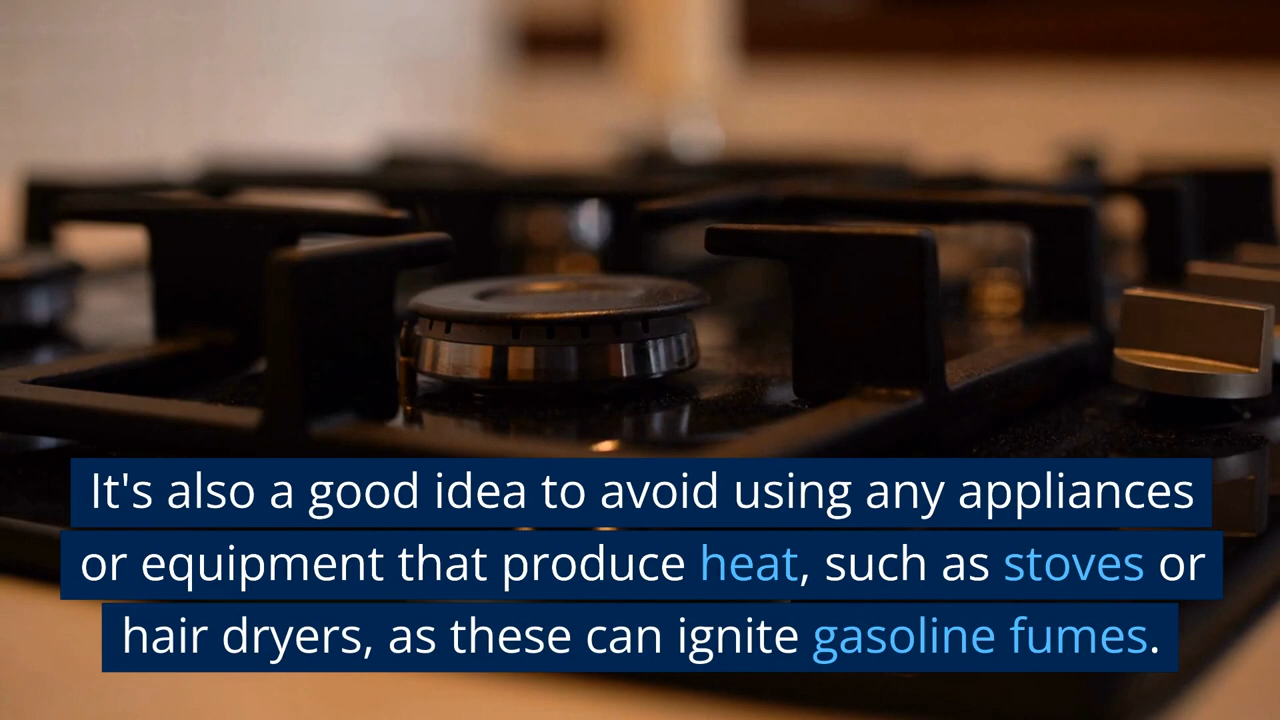 It's also a good idea to avoid using any appliances
or equipment that produce heat, such as stoves or
hair dryers, as these can ignite gasoline fumes.